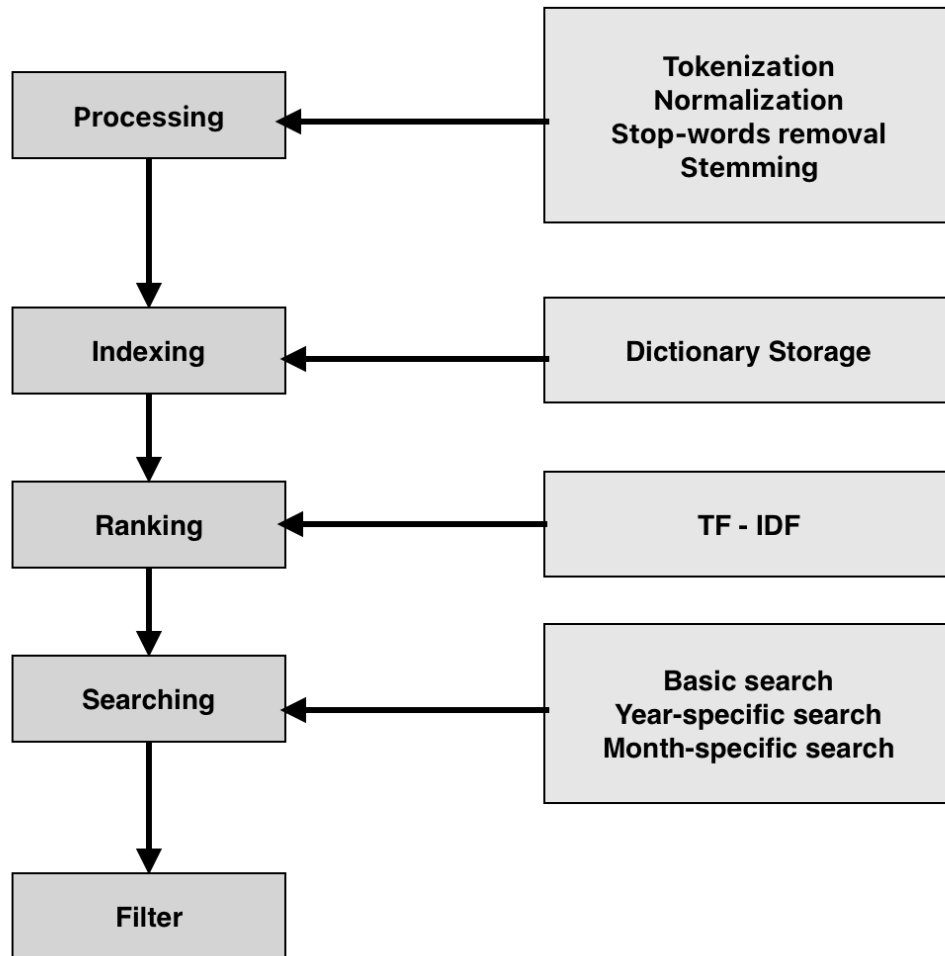 Processing
Tokenization
Normalization
Stop-words removal
Stemming
Indexing
Dictionary Storage
Ranking
TF - IDF
Searching
Basic search
Year-specific search
Month-specific search
Filter